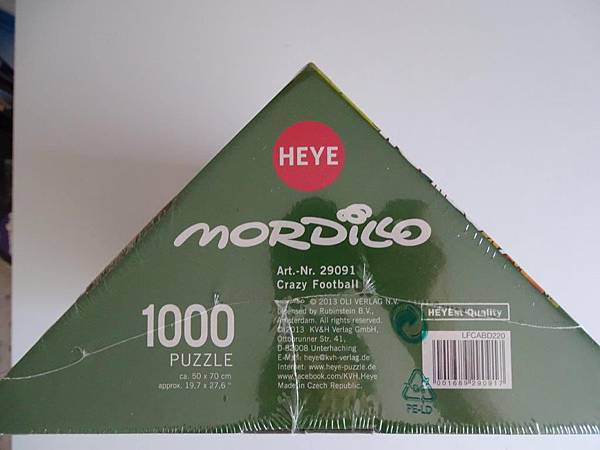 HEYE
MORDILLO
Art.-Nr. 29091
Crazy Football
© 2013 OLI VERLAG N.V.
Licensed by Rubinstein B.V.,
Amsterdam. All rights reserved.
© 2013 KV&H Verlag GmbH,
Ottobrunner Str. 41,
D-82008 Unterhaching
E-Mail: heye@kvh-verlag.de
Internet: www.heye-puzzle.de
www.facebook.com/KVH.Heye
Made in Czech Republic.
1000
PUZZLE
ca. 50 x 70 cm
approx. 19,7 x 27,6 "
HEYEst Quality
LFCABD220
001689 290917
PE-LD